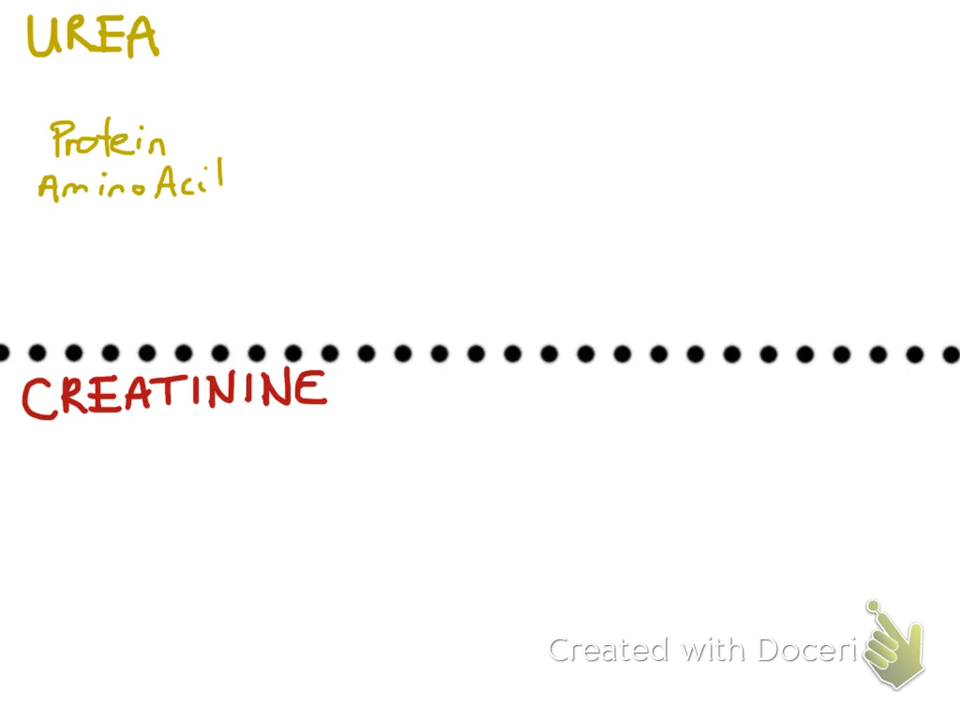 UREA
Protein
Amino Acil
CREATININE
Created with Doceri